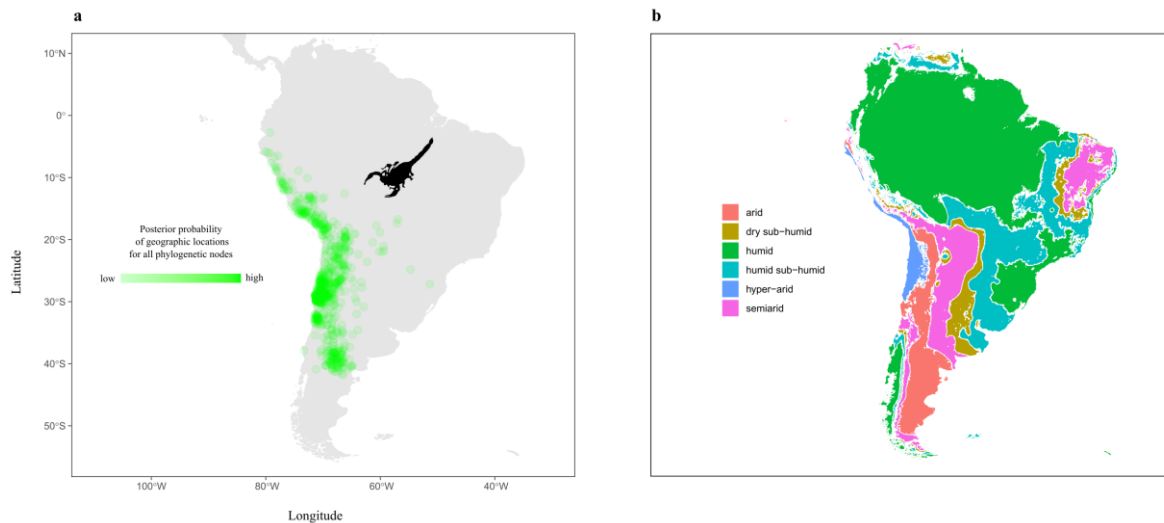 a
10°N
0°
10°S
20°S
30°S
40°S
50°S
Latitude
Posterior probability
of geographic locations
for all phylogenetic nodes
low
high
100°W
80°W
60°W
40°W
Longitude
b
arid
dry sub-humid
humid
humid sub-humid
hyper-arid
semiarid